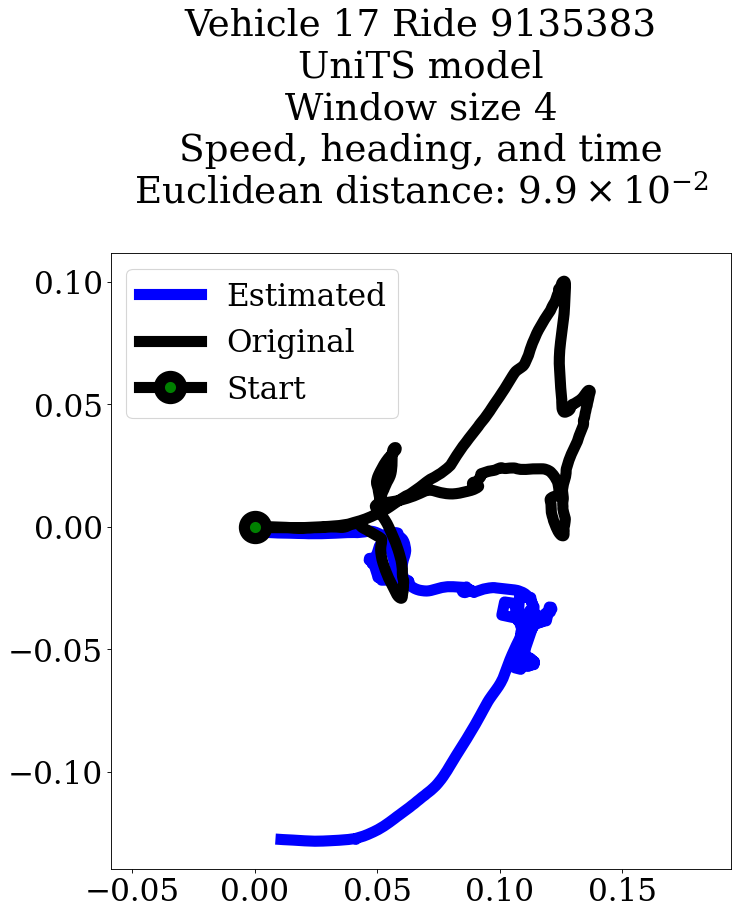 Vehicle 17 Ride 9135383
UniTS model
Window size 4
Speed, heading, and time
Euclidean distance: 9.9 × 10⁻²
Estimated
Original
Start
0.10
0.05
0.00
−0.05
−0.10
−0.05 0.00 0.05 0.10 0.15